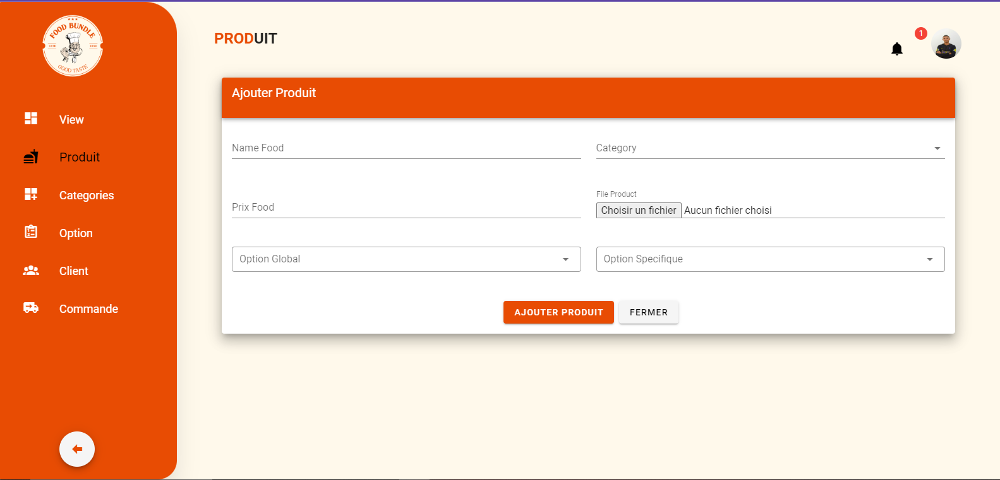 FOOD BUNDLE
ESTD
GOOD TASTE
View
Produit
Categories
Option
Client
Commande
PRODUIT
1
Ajouter Produit
Name Food
Category
Prix Food
File Product
Choisir un fichier Aucun fichier choisi
Option Global
Option Specifique
AJOUTER PRODUIT
FERMER